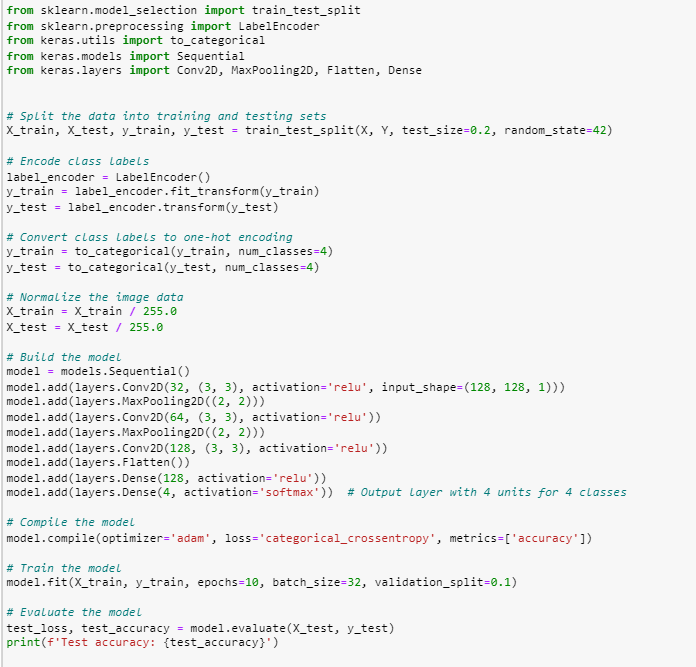 from sklearn.model_selection import train_test_split
from sklearn.preprocessing import LabelEncoder
from keras.utils import to_categorical
from keras.models import Sequential
from keras.layers import Conv2D, MaxPooling2D, Flatten, Dense
# Split the data into training and testing sets
X_train, X_test, y_train, y_test = train_test_split(X, Y, test_size=0.2, random_state=42)
# Encode class labels
label_encoder = LabelEncoder()
y_train = label_encoder.fit_transform(y_train)
y_test = label_encoder.transform(y_test)
# Convert class labels to one-hot encoding
y_train = to_categorical(y_train, num_classes=4)
y_test = to_categorical(y_test, num_classes=4)
# Normalize the image data
X_train = X_train / 255.0
X_test = X_test / 255.0
# Build the model
model = models.Sequential()
model.add(layers.Conv2D(32, (3, 3), activation='relu', input_shape=(128, 128, 1)))
model.add(layers.MaxPooling2D((2, 2)))
model.add(layers.Conv2D(64, (3, 3), activation='relu'))
model.add(layers.MaxPooling2D((2, 2)))
model.add(layers.Conv2D(128, (3, 3), activation='relu'))
model.add(layers.Flatten())
model.add(layers.Dense(128, activation='relu'))
model.add(layers.Dense(4, activation='softmax'))  # Output layer with 4 units for 4 classes
# Compile the model
model.compile(optimizer='adam', loss='categorical_crossentropy', metrics=['accuracy'])
# Train the model
model.fit(X_train, y_train, epochs=10, batch_size=32, validation_split=0.1)
# Evaluate the model
test_loss, test_accuracy = model.evaluate(X_test, y_test)
print(f'Test accuracy: {test_accuracy}')